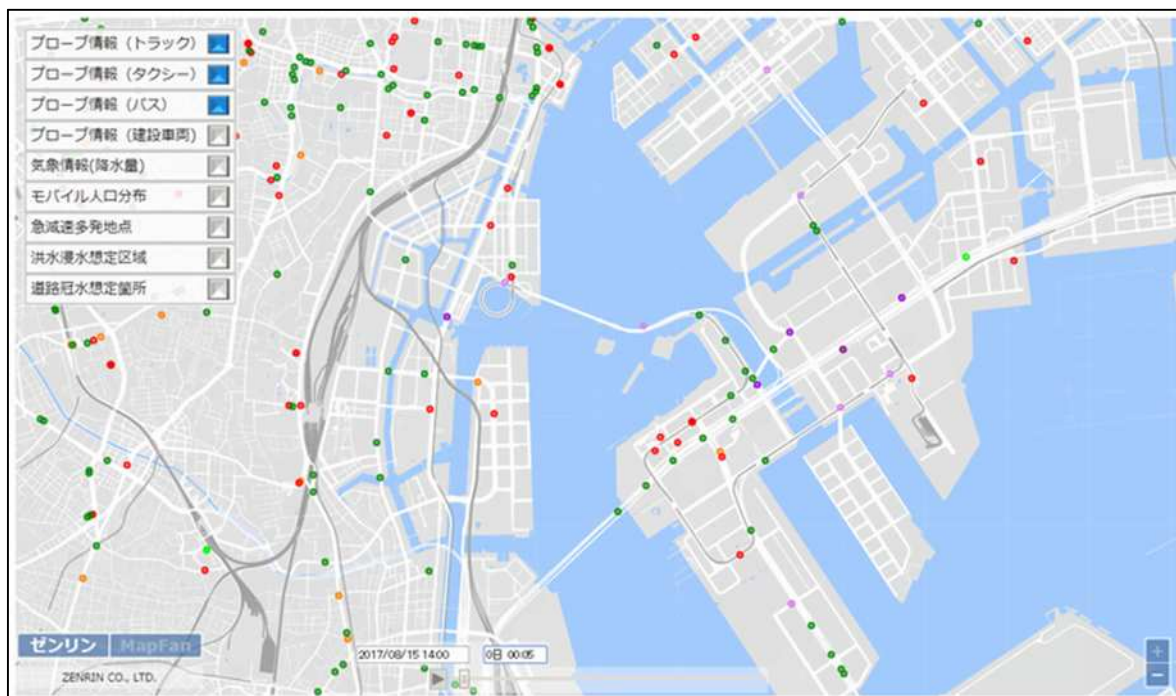 プローブ情報（トラック）
プローブ情報（タクシー）
プローブ情報（バス）
プローブ情報（建設車両）
気象情報(降水量)
モバイル人口分布
急減速多発地点
洪水浸水想定区域
道路冠水想定箇所
ゼンリン MapFan
2017/08/15 14:00 0日 00:05
ZENRIN CO., LTD.